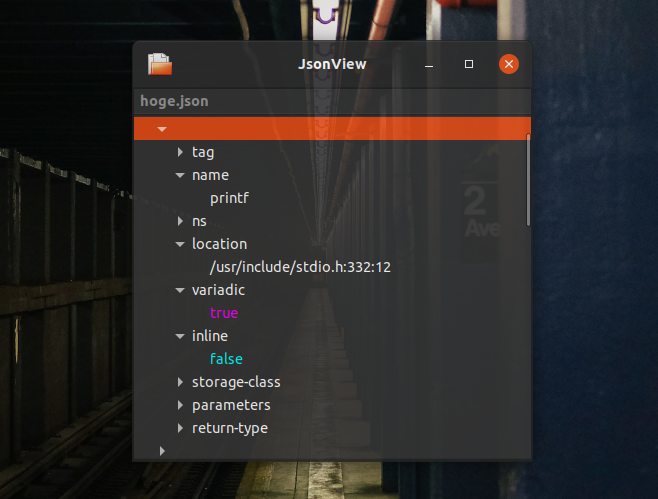 JsonView
hoge.json
tag
name
printf
ns
location
/usr/include/stdio.h:332:12
variadic
true
inline
false
storage-class
parameters
return-type
2
Ave